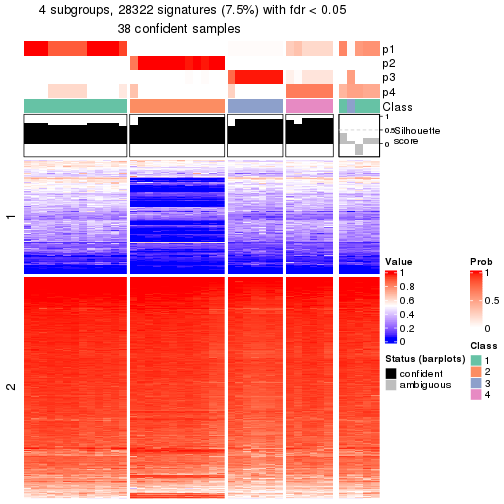 4 subgroups, 28322 signatures (7.5%) with fdr < 0.05
38 confident samples
p1
p2
p3
p4
Class
1
0.5
0
Silhouette
score
1
2
Value
1
0.8
0.6
0.4
0.2
0
Status (barplots)
confident
ambiguous
Prob
1
0.5
0
Class
1
2
3
4